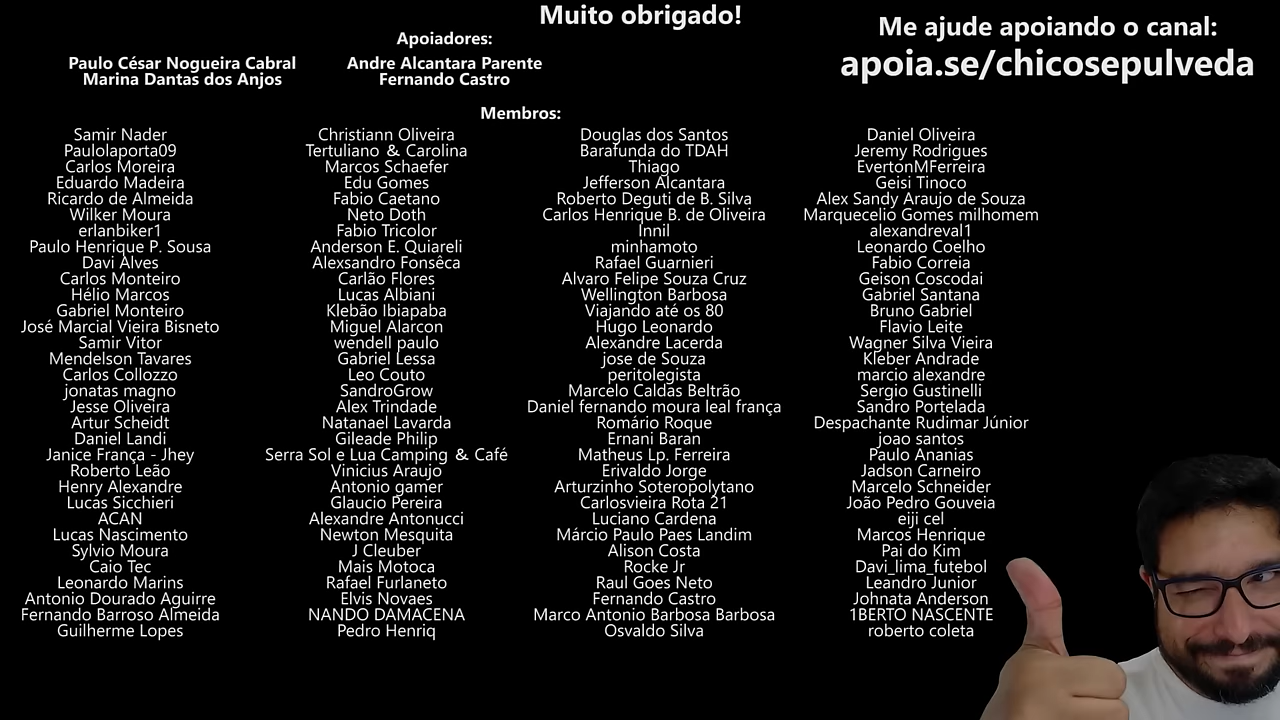 Muito obrigado!
Apoiadores:
Paulo César Nogueira Cabral
Marina Dantas dos Anjos
Andre Alcantara Parente
Fernando Castro
Me ajude apoiando o canal:
apoia.se/chicosepulveda
Membros:
Samir Nader
Paulolaporta09
Carlos Moreira
Eduardo Madeira
Ricardo de Almeida
Wilker Moura
erlanbiker1
Paulo Henrique P. Sousa
Davi Alves
Carlos Monteiro
Hélio Marcos
Gabriel Monteiro
José Marcial Vieira Bisneto
Samir Vitor
Mendelson Tavares
Carlos Collozzo
jonatas magno
Jesse Oliveira
Artur Scheidt
Daniel Landi
Janice França - Jhey
Roberto Leão
Henry Alexandre
Lucas Sicchieri
ACAN
Lucas Nascimento
Sylvio Moura
Caio Tec
Leonardo Marins
Antonio Dourado Aguirre
Fernando Barroso Almeida
Guilherme Lopes
Christiann Oliveira
Tertuliano & Carolina
Marcos Schaefer
Edu Gomes
Fabio Caetano
Neto Doth
Fabio Tricolor
Anderson E. Quiareli
Alexsandro Fonsêca
Carlão Flores
Lucas Albiani
Klebão Ibiapaba
Miguel Alarcon
wendell paulo
Gabriel Lessa
Leo Couto
SandroGrow
Alex Trindade
Natanael Lavarda
Gileade Philip
Serra Sol e Lua Camping & Café
Vinicius Araujo
Antonio gamer
Glaucio Pereira
Alexandre Antonucci
Newton Mesquita
J Cleuber
Mais Motoca
Rafael Furlaneto
Elvis Novaes
NANDO DAMACENA
Pedro Henriq
Douglas dos Santos
Barafunda do TDAH
Thiago
Jefferson Alcantara
Roberto Deguti de B. Silva
Carlos Henrique B. de Oliveira
Innil
minhamoto
Rafael Guarnieri
Alvaro Felipe Souza Cruz
Wellington Barbosa
Viajando até os 80
Hugo Leonardo
Alexandre Lacerda
jose de Souza
peritolegista
Marcelo Caldas Beltrão
Daniel fernando moura leal frança
Romário Roque
Ernani Baran
Matheus Lp. Ferreira
Erivaldo Jorge
Arturzinho Soteropolytano
Carlosvieira Rota 21
Luciano Cardena
Márcio Paulo Paes Landim
Alison Costa
Rocke Jr
Raul Goes Neto
Fernando Castro
Marco Antonio Barbosa Barbosa
Osvaldo Silva
Daniel Oliveira
Jeremy Rodrigues
EvertonMFerreira
Geisi Tinoco
Alex Sandy Araujo de Souza
Marquecelio Gomes milhomem
alexandreval1
Leonardo Coelho
Fabio Correia
Geison Coscodai
Gabriel Santana
Bruno Gabriel
Flavio Leite
Wagner Silva Vieira
Kleber Andrade
marcio alexandre
Sergio Gustinelli
Sandro Portelada
Despachante Rudimar Júnior
joao santos
Paulo Ananias
Jadson Carneiro
Marcelo Schneider
João Pedro Gouveia
eiji cel
Marcos Henrique
Pai do Kim
Davi_lima_futebol
Leandro Junior
Johnata Anderson
1BERTO NASCENTE
roberto coleta